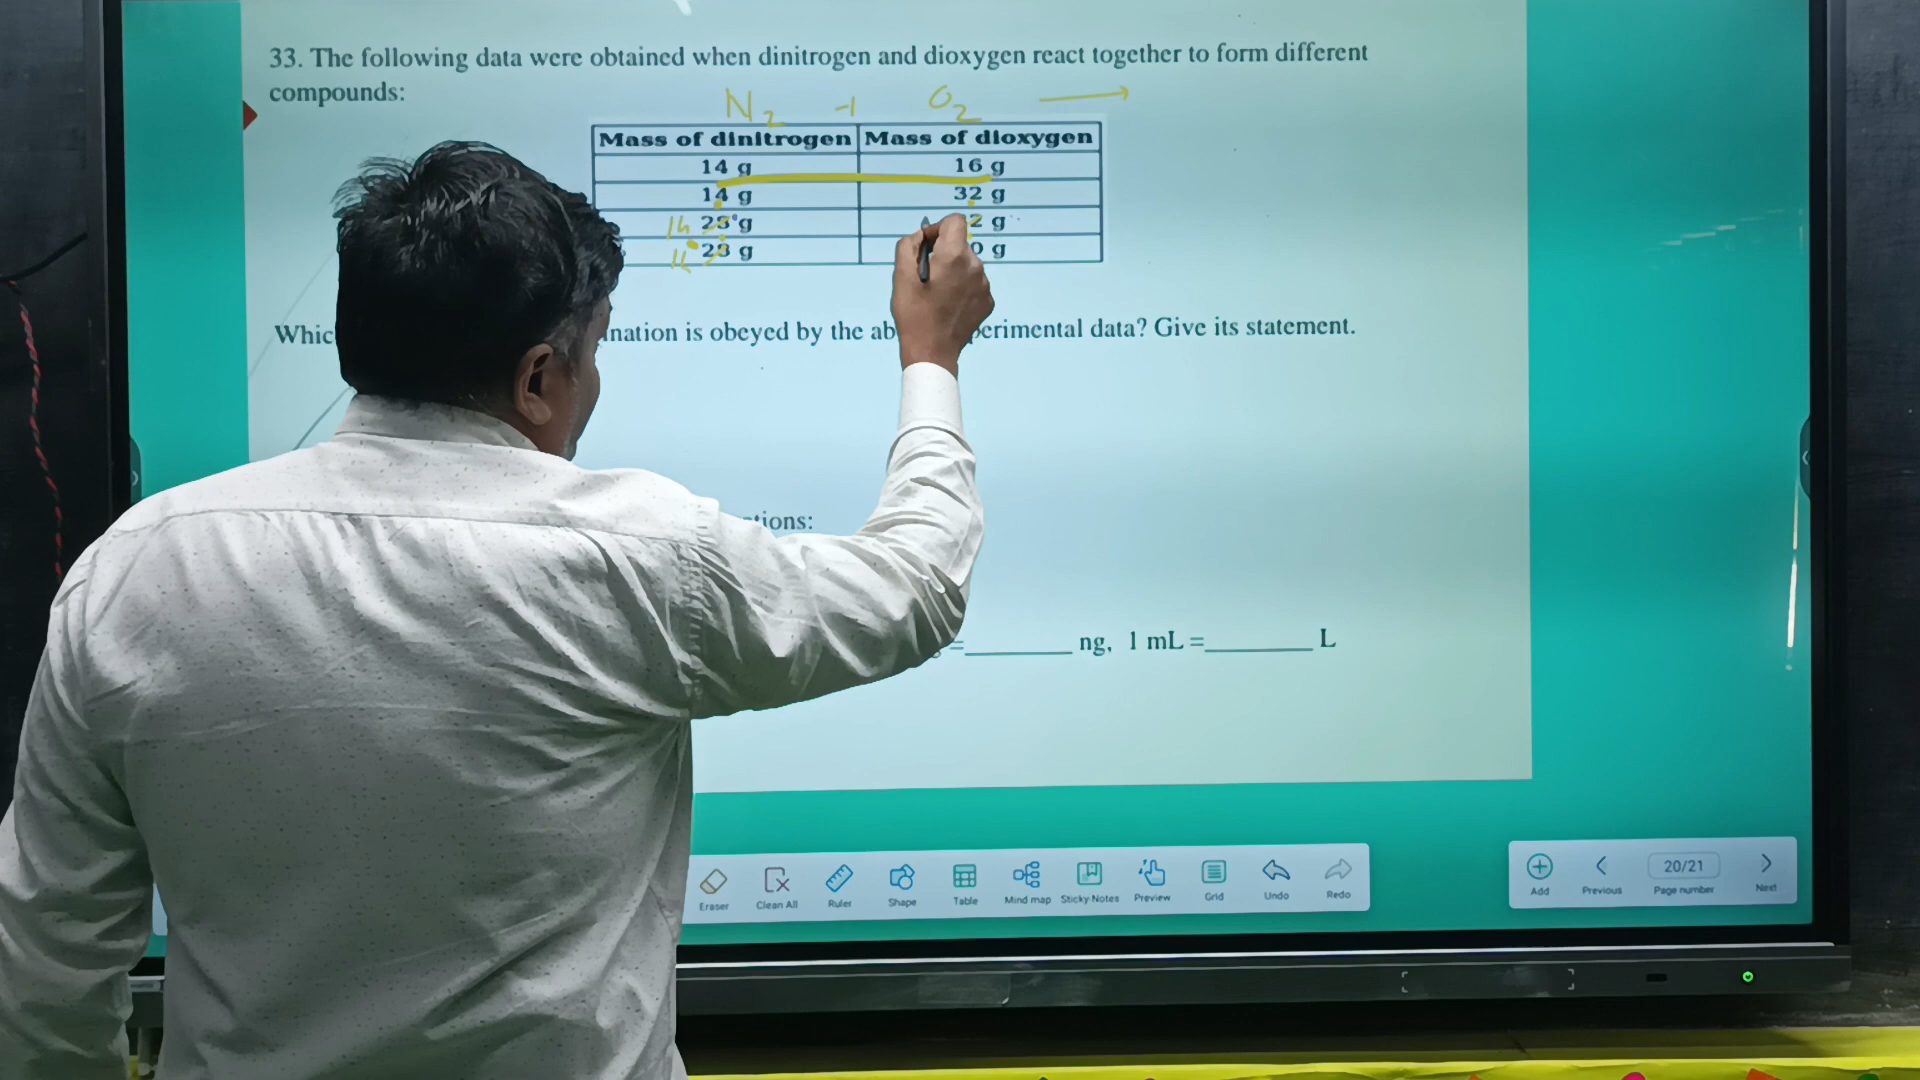 33. The following data were obtained when dinitrogen and dioxygen react together to form different
compounds:
N2 + O2 →
Mass of dinitrogen Mass of dioxygen
14 g 16 g
14 g 32 g
14 28 g 2 g
14 28 g 0 g
Whic nation is obeyed by the ab perimental data? Give its statement.
tions:
= ng, 1 mL = L
Eraser Clean All Ruler Shape Table Mind map Sticky Notes Preview Grid Undo Redo
Add Previous 20/21 Page number Next